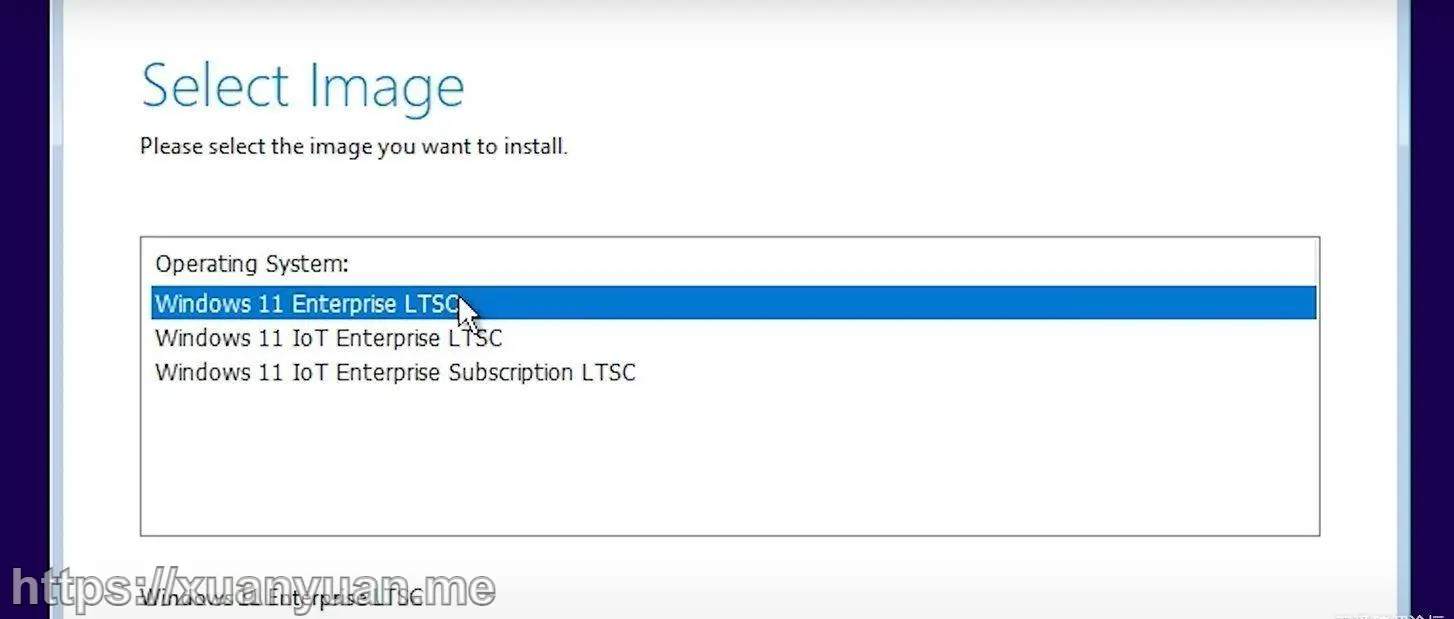 Select Image
Please select the image you want to install.
Operating System:
Windows 11 Enterprise LTSC
Windows 11 IoT Enterprise LTSC
Windows 11 IoT Enterprise Subscription LTSC
https://xuanyuan.me
Windows 11 Enterprise LTSC